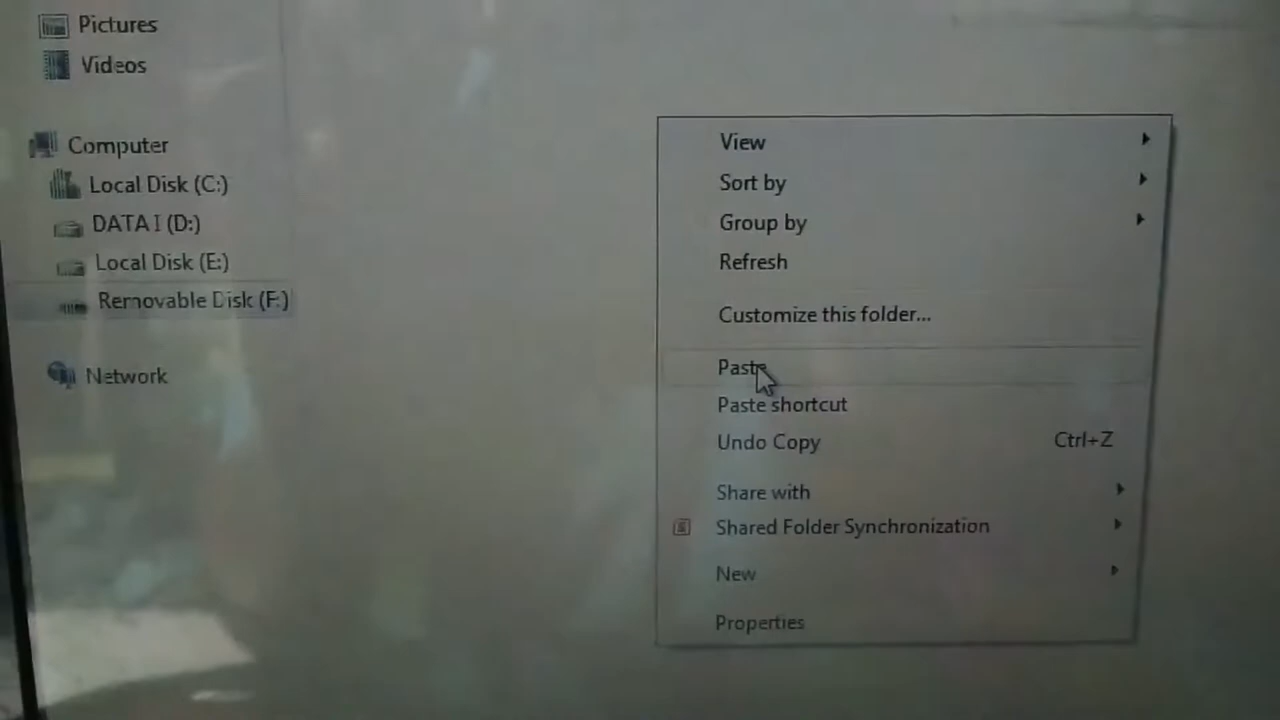 Pictures
Videos
Computer
Local Disk (C:)
DATA I (D:)
Local Disk (E:)
Removable Disk (F:)
Network
View
Sort by
Group by
Refresh
Customize this folder...
Paste
Paste shortcut
Undo Copy Ctrl+Z
Share with
Shared Folder Synchronization
New
Properties